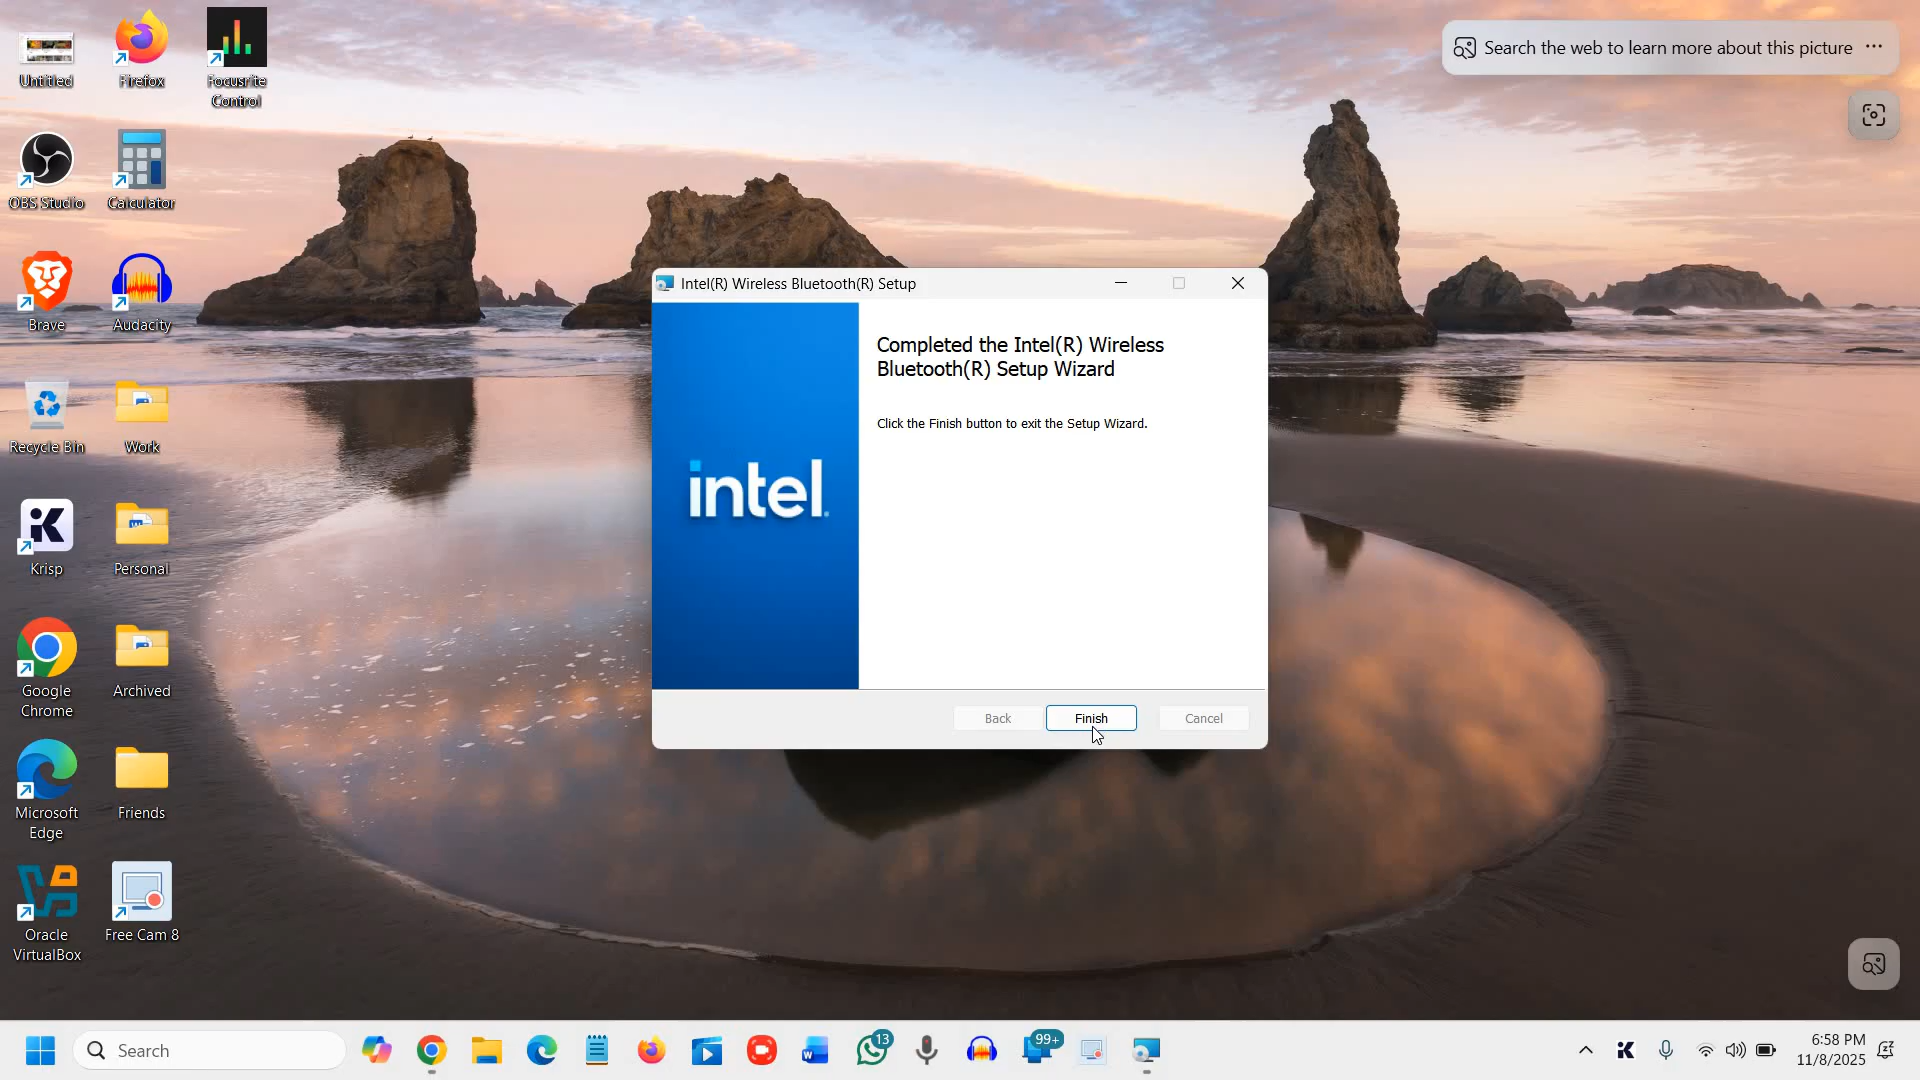 Untitled
Firefox
Focusrite
Control
Search the web to learn more about this picture
OBS Studio
Calculator
Brave
Audacity
Recycle Bin
Work
Krisp
Personal
Google
Chrome
Archived
Microsoft
Edge
Friends
Oracle
VirtualBox
Free Cam 8
Intel(R) Wireless Bluetooth(R) Setup
Completed the Intel(R) Wireless
Bluetooth(R) Setup Wizard
Click the Finish button to exit the Setup Wizard.
intel.
Back
Finish
Cancel
Search
13
99+
6:58 PM
11/8/2025